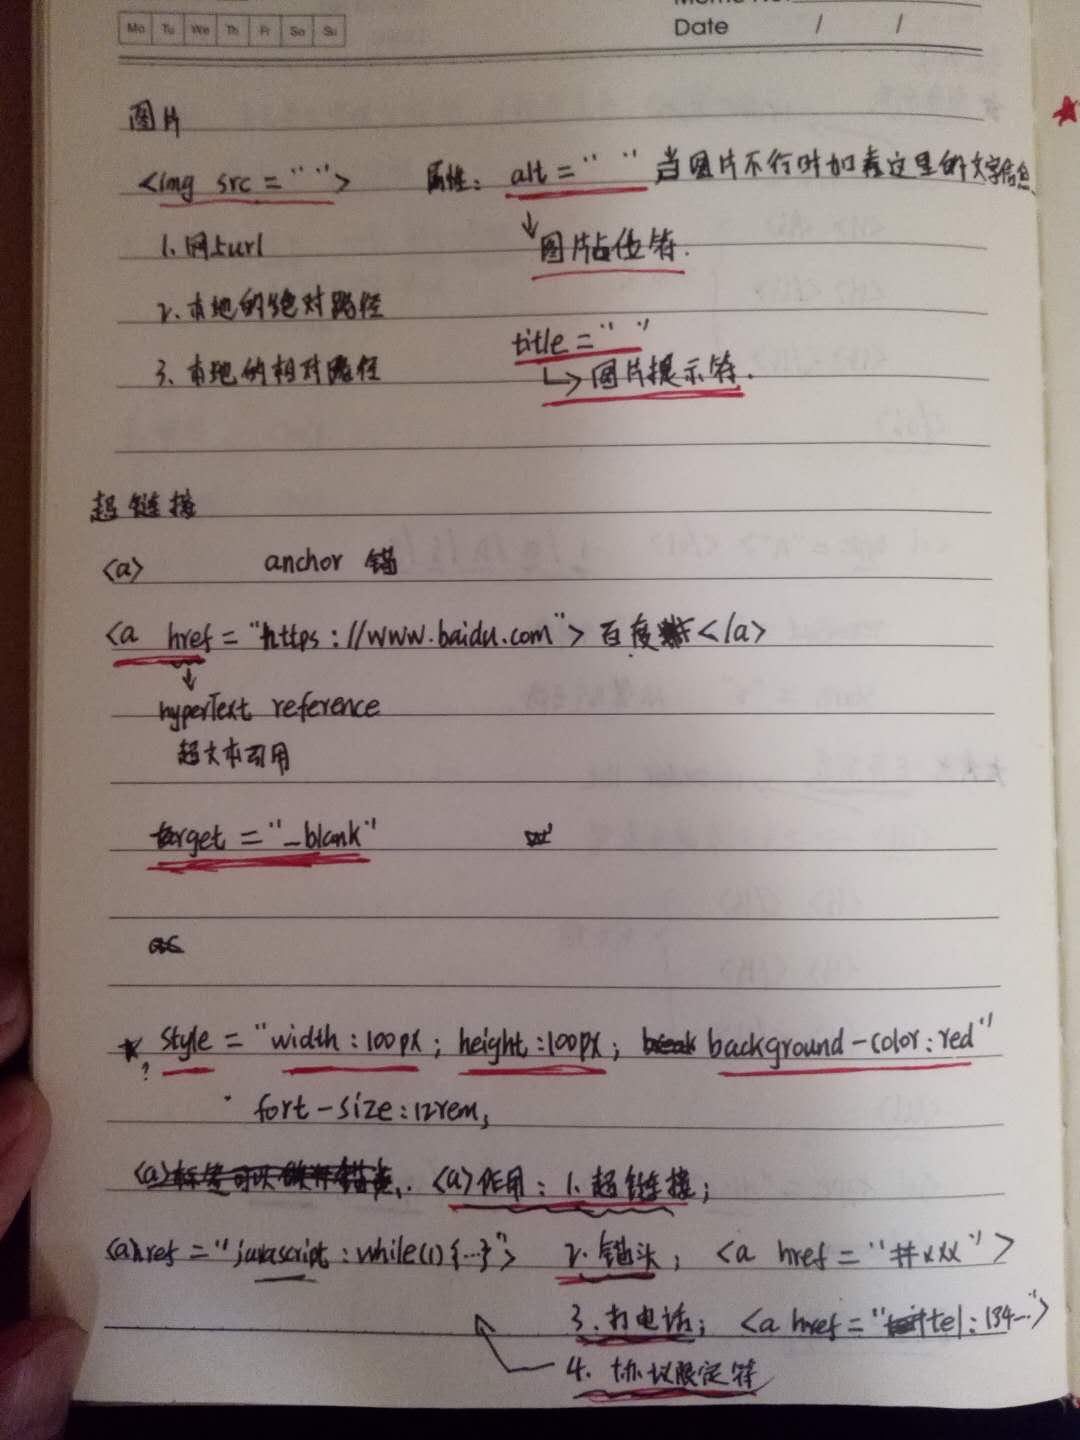 Mo Tu We Th Fr Sa Su
Memo No.
Date / /
图片
<img src=" "> 属性: alt=" " 当图片不行时加载这里的文字信息
1.网上url ↓图片占位符.
2.本地的绝对路径
title=" "
3.本地的相对路径 ↳图片提示符.
超链接
<a> anchor 锚
<a href="https://www.baidu.com">百度</a>
↓
hyperText reference
超文本引用
target="_blank"
* style="width:100px; height:100px; background-color:red"
?
font-size:12rem;
<a>作用: 1.超链接;
<a href="javascript:while(1){...}"> 2.锚头; <a href="#xxx">
3.打电话; <a href="tel:134...">
4.协议限定符